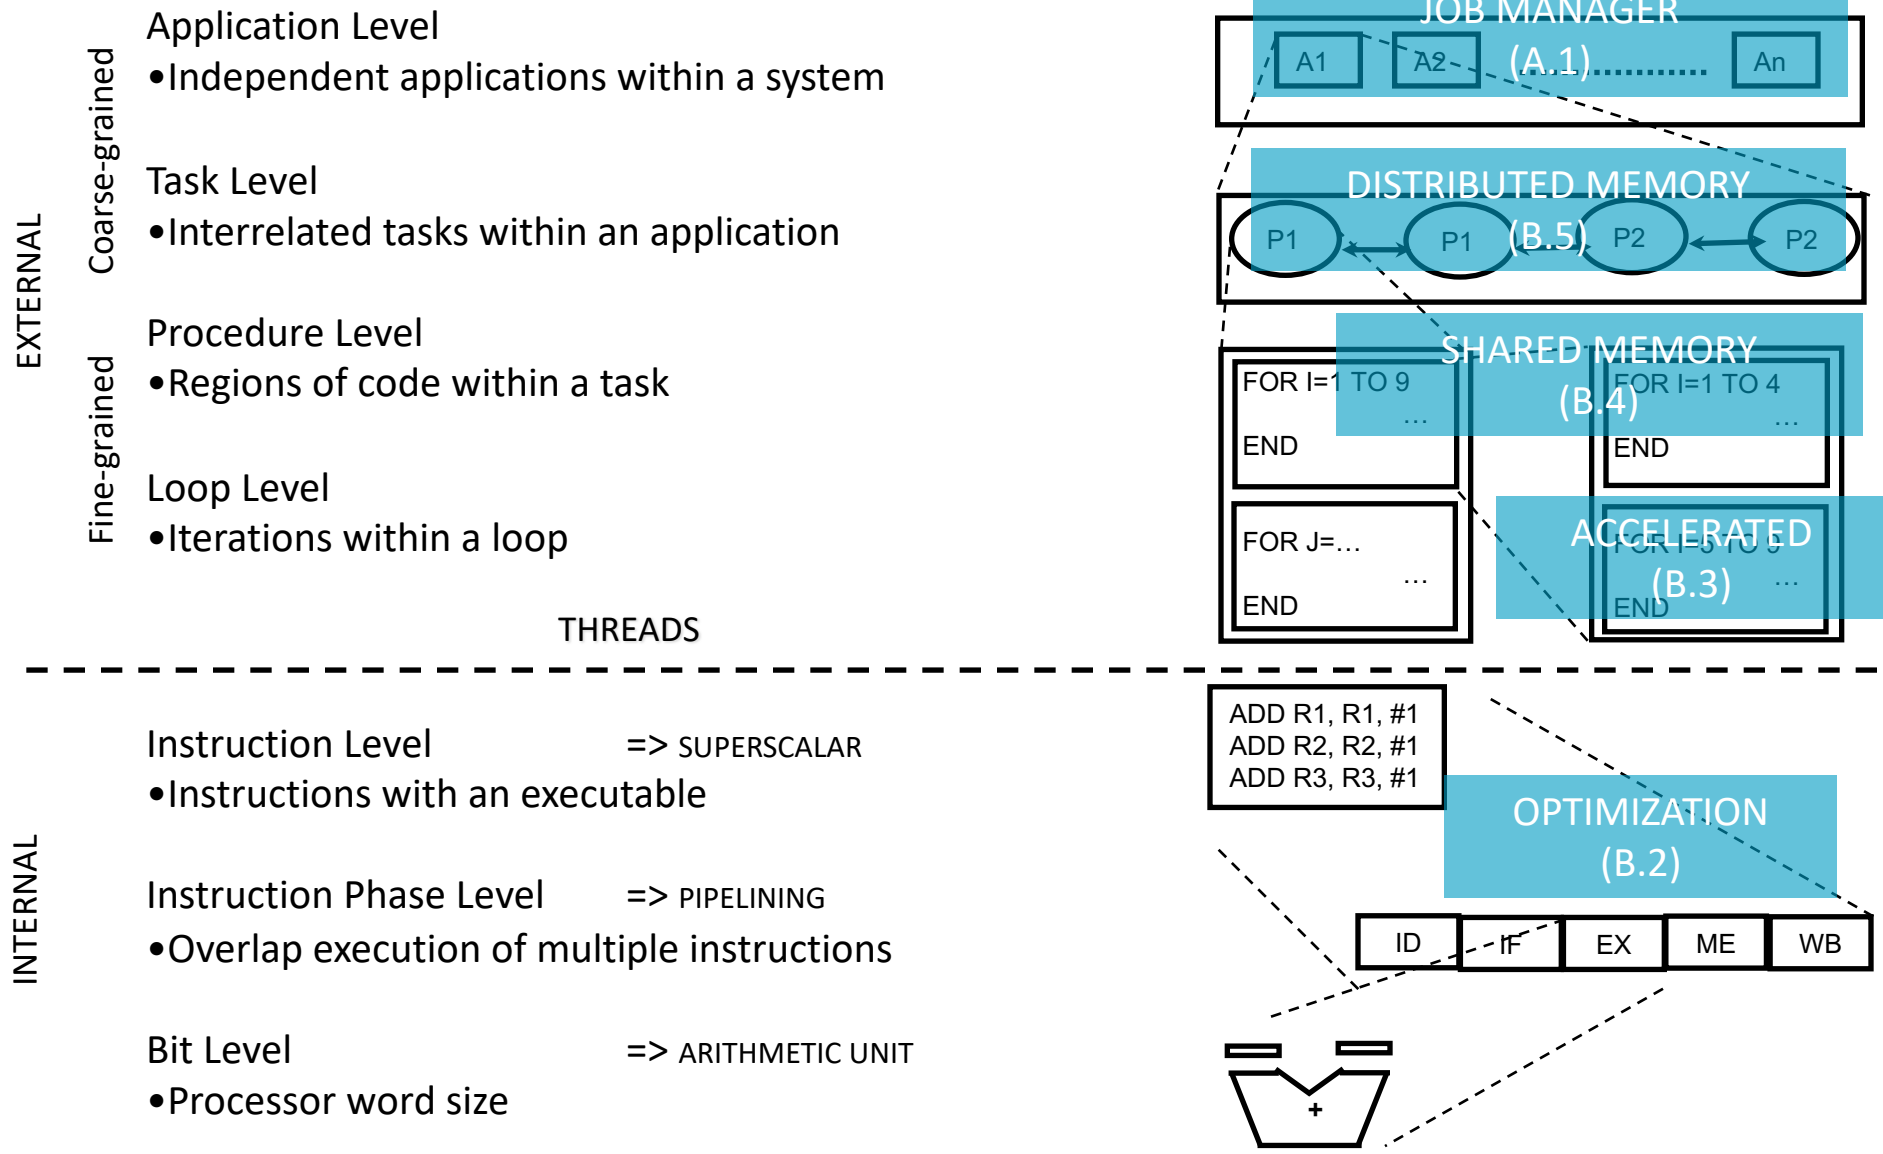 Application Level
•Independent applications within a system
Task Level
•Interrelated tasks within an application
Procedure Level
•Regions of code within a task
Loop Level
•Iterations within a loop
THREADS
EXTERNAL
Coarse-grained
Fine-grained
JOB MANAGER
(A.1)
A1 A2 .................... An
DISTRIBUTED MEMORY
(B.5)
P1 P1 P2 P2
SHARED MEMORY
(B.4)
FOR I=1 TO 9
...
END
FOR J=...
...
END
FOR I=1 TO 4
...
END
ACCELERATED
(B.3)
FOR I=5 TO 9
...
END
INTERNAL
Instruction Level => SUPERSCALAR
•Instructions with an executable
Instruction Phase Level => PIPELINING
•Overlap execution of multiple instructions
Bit Level => ARITHMETIC UNIT
•Processor word size
ADD R1, R1, #1
ADD R2, R2, #1
ADD R3, R3, #1
OPTIMIZATION
(B.2)
ID IF EX ME WB
+